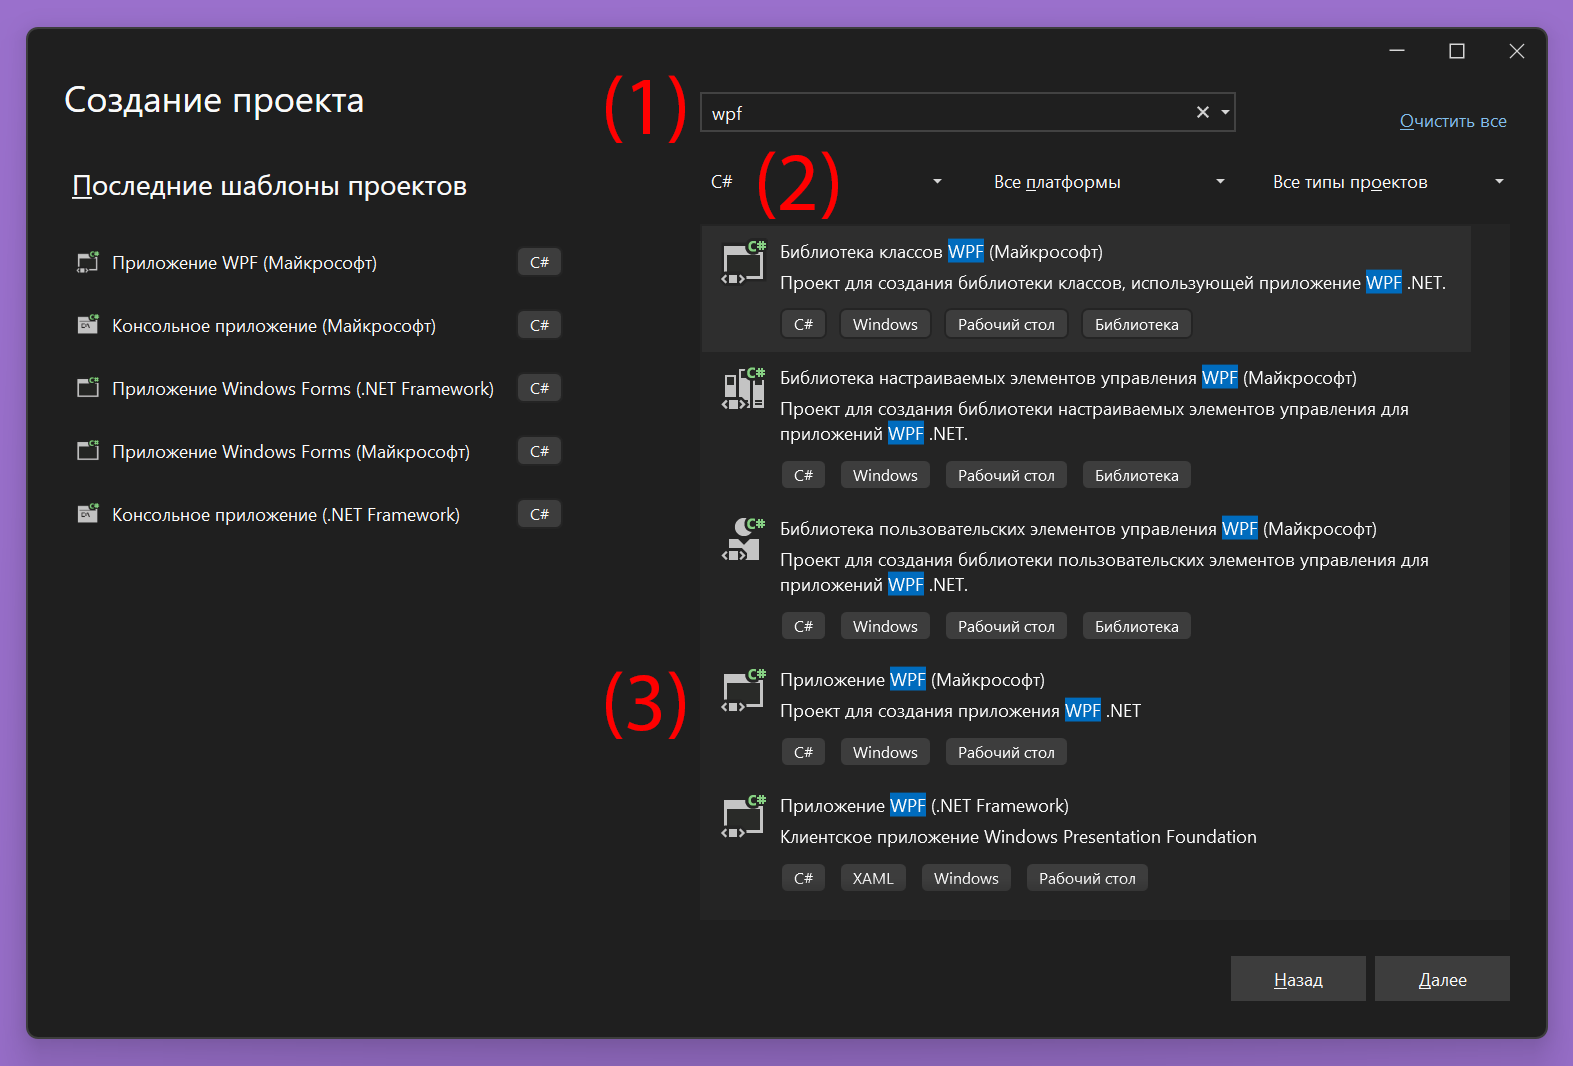 Создание проекта
(1)
wpf
Очистить все
Последние шаблоны проектов
C#
(2)
Все платформы
Все типы проектов
Приложение WPF (Майкрософт)
C#
Консольное приложение (Майкрософт)
C#
Приложение Windows Forms (.NET Framework)
C#
Приложение Windows Forms (Майкрософт)
C#
Консольное приложение (.NET Framework)
C#
Библиотека классов WPF (Майкрософт)
Проект для создания библиотеки классов, использующей приложение WPF .NET.
C# Windows Рабочий стол Библиотека
Библиотека настраиваемых элементов управления WPF (Майкрософт)
Проект для создания библиотеки настраиваемых элементов управления для
приложений WPF .NET.
C# Windows Рабочий стол Библиотека
Библиотека пользовательских элементов управления WPF (Майкрософт)
Проект для создания библиотеки пользовательских элементов управления для
приложений WPF .NET.
C# Windows Рабочий стол Библиотека
(3)
Приложение WPF (Майкрософт)
Проект для создания приложения WPF .NET
C# Windows Рабочий стол
Приложение WPF (.NET Framework)
Клиентское приложение Windows Presentation Foundation
C# XAML Windows Рабочий стол
Назад
Далее